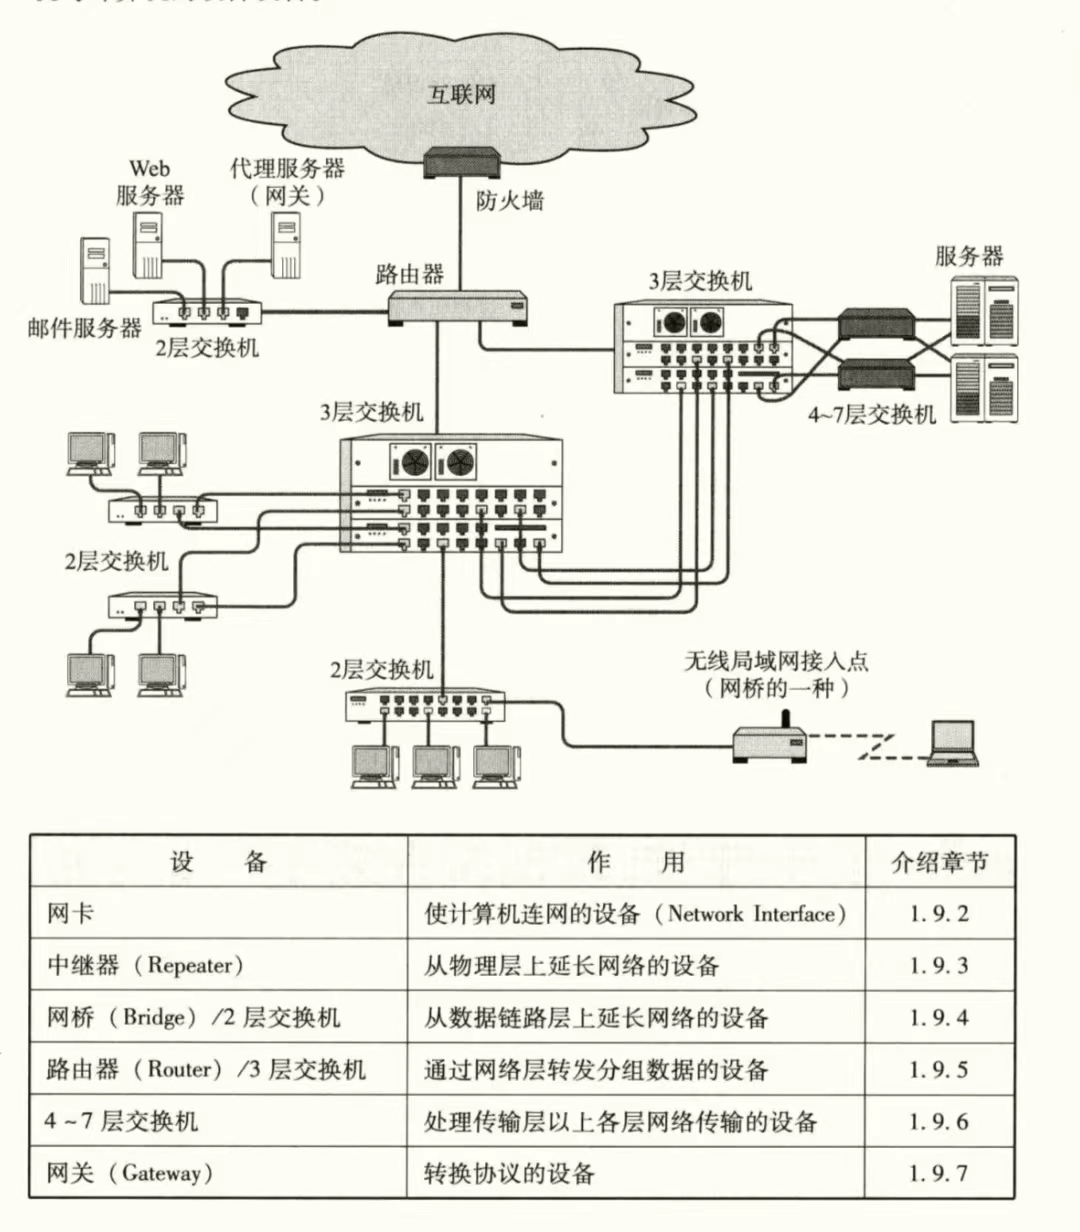 互联网
防火墙
Web
服务器
代理服务器
（网关）
邮件服务器
2层交换机
路由器
3层交换机
服务器
4~7层交换机
3层交换机
2层交换机
2层交换机
无线局域网接入点
（网桥的一种）
设 备 作 用 介绍章节
网卡 使计算机连网的设备（Network Interface） 1.9.2
中继器（Repeater） 从物理层上延长网络的设备 1.9.3
网桥（Bridge）/2 层交换机 从数据链路层上延长网络的设备 1.9.4
路由器（Router）/3 层交换机 通过网络层转发分组数据的设备 1.9.5
4 ~7 层交换机 处理传输层以上各层网络传输的设备 1.9.6
网关（Gateway） 转换协议的设备 1.9.7